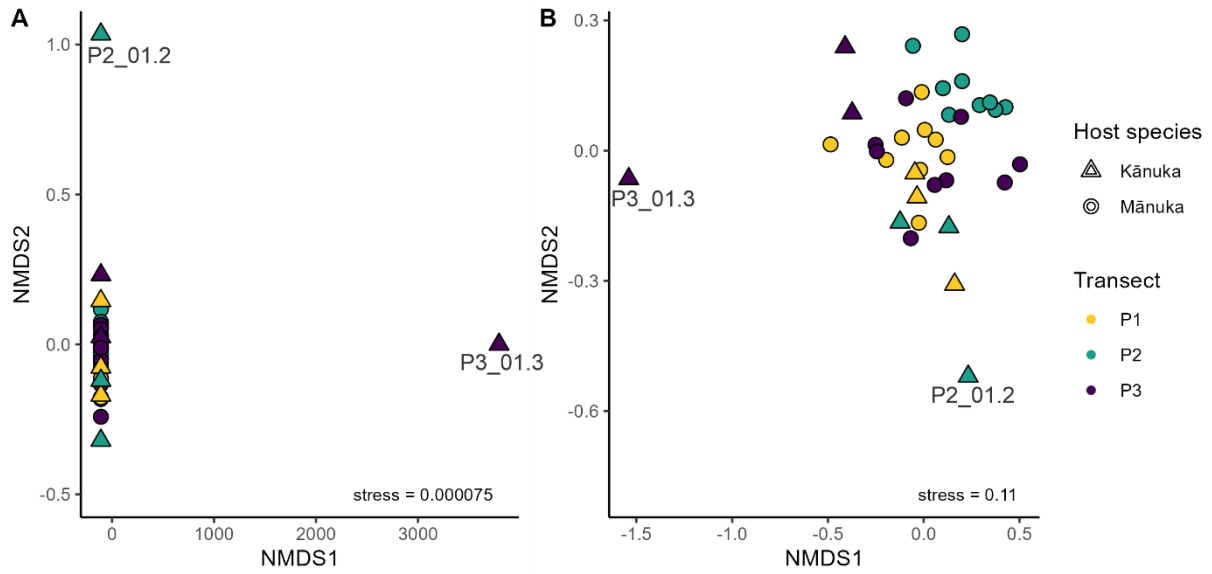 A
1.0
0.5
0.0
-0.5
NMDS2
P2_01.2
P3_01.3
stress = 0.000075
0
1000
2000
3000
NMDS1
B
0.3
0.0
-0.3
-0.6
NMDS2
P3_01.3
P2_01.2
stress = 0.11
-1.5
-1.0
-0.5
0.0
0.5
NMDS1
Host species
Kānuka
Mānuka
Transect
P1
P2
P3